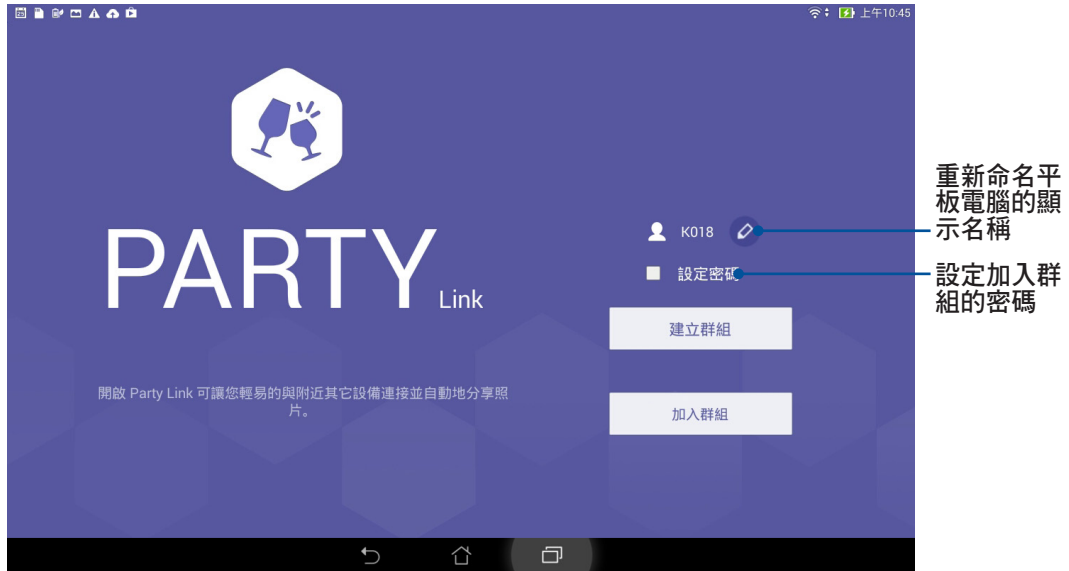 上午10:45
PARTY Link
K018
設定密碼
建立群組
加入群組
開啟 Party Link 可讓您輕易的與附近其它設備連接並自動地分享照
片。
重新命名平
板電腦的顯
示名稱
設定加入群
組的密碼